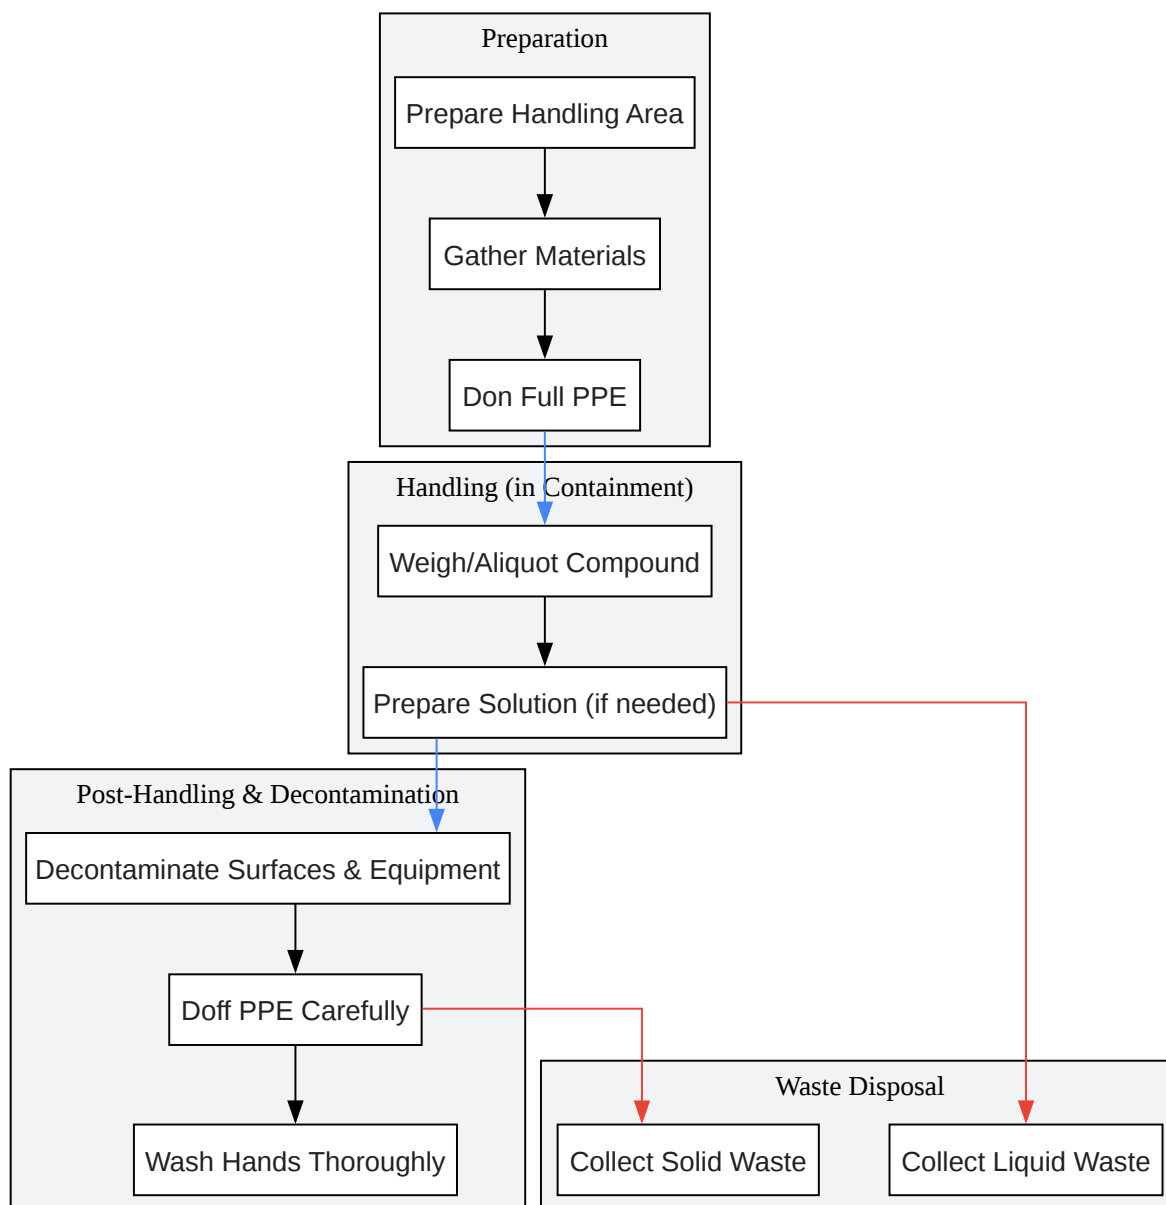 Preparation
Prepare Handling Area
Gather Materials
Don Full PPE
Handling (in Containment)
Weigh/Aliquot Compound
Prepare Solution (if needed)
Post-Handling & Decontamination
Decontaminate Surfaces & Equipment
Doff PPE Carefully
Wash Hands Thoroughly
Waste Disposal
Collect Solid Waste
Collect Liquid Waste